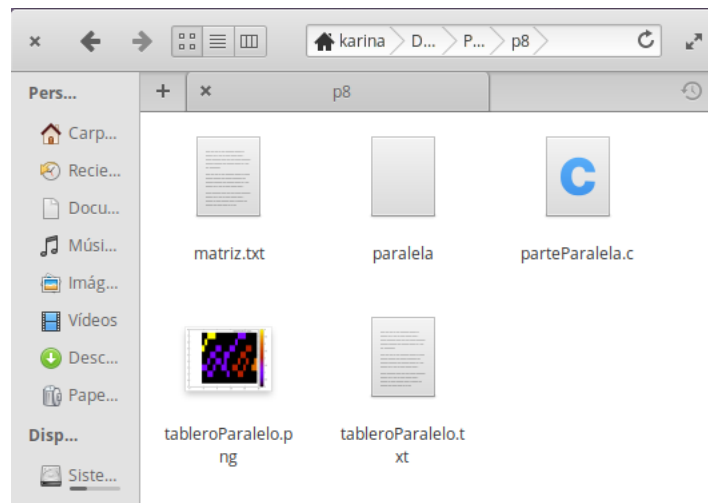 karina D... P... p8
Pers...
p8
Carp...
Recie...
Docu...
Músi...
Imág...
Vídeos
Desc...
Pape...
Disp...
Siste...
matriz.txt
paralela
parteParalela.c
C
tableroParalelo.p
ng
tableroParalelo.t
xt